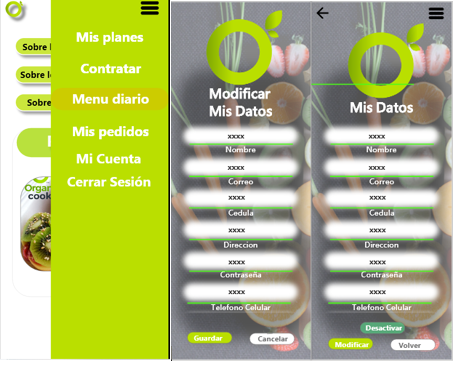 Sobre
Sobre l
Sobre
Organ
cook
Mis planes
Contratar
Menu diario
Mis pedidos
Mi Cuenta
Cerrar Sesión
Modificar
Mis Datos
xxxx
Nombre
xxxx
Correo
xxxx
Cedula
xxxx
Direccion
xxxx
Contraseña
xxxx
Telefono Celular
Guardar
Cancelar
Mis Datos
xxxx
Nombre
xxxx
Correo
xxxx
Cedula
xxxx
Direccion
xxxx
Contraseña
xxxx
Telefono Celular
Desactivar
Modificar
Volver